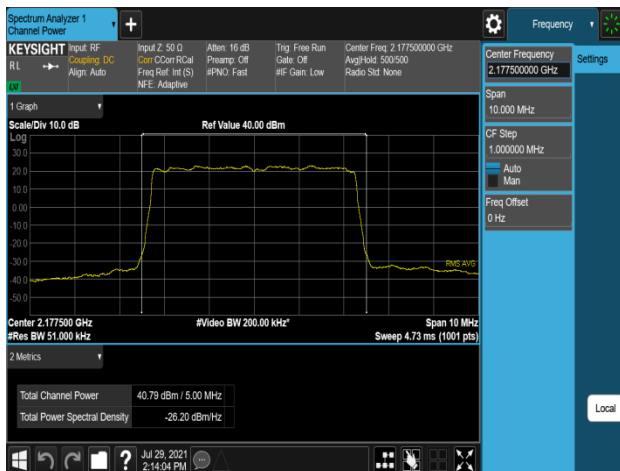 Spectrum Analyzer 1
Channel Power
Frequency
KEYSIGHT
RL
LV
Input: RF
Coupling: DC
Align: Auto
Input Z: 50 Ω
Corr CCorr RCal
Freq Ref: Int (S)
NFE: Adaptive
Atten: 16 dB
Preamp: Off
#PNO: Fast
Trig: Free Run
Gate: Off
#IF Gain: Low
Center Freq: 2.177500000 GHz
Avg|Hold: 500/500
Radio Std: None
Center Frequency
2.177500000 GHz
Settings
Span
10.000 MHz
CF Step
1.000000 MHz
Auto
Man
Freq Offset
0 Hz
1 Graph
Scale/Div 10.0 dB
Ref Value 40.00 dBm
Log
30.0
20.0
10.0
0.00
-10.0
-20.0
-30.0
-40.0
-50.0
RMS AVG
Center 2.177500 GHz
#Video BW 200.00 kHz*
Span 10 MHz
#Res BW 51.000 kHz
Sweep 4.73 ms (1001 pts)
2 Metrics
Total Channel Power
40.79 dBm / 5.00 MHz
Total Power Spectral Density
-26.20 dBm/Hz
Local
?
Jul 29, 2021
2:14:04 PM